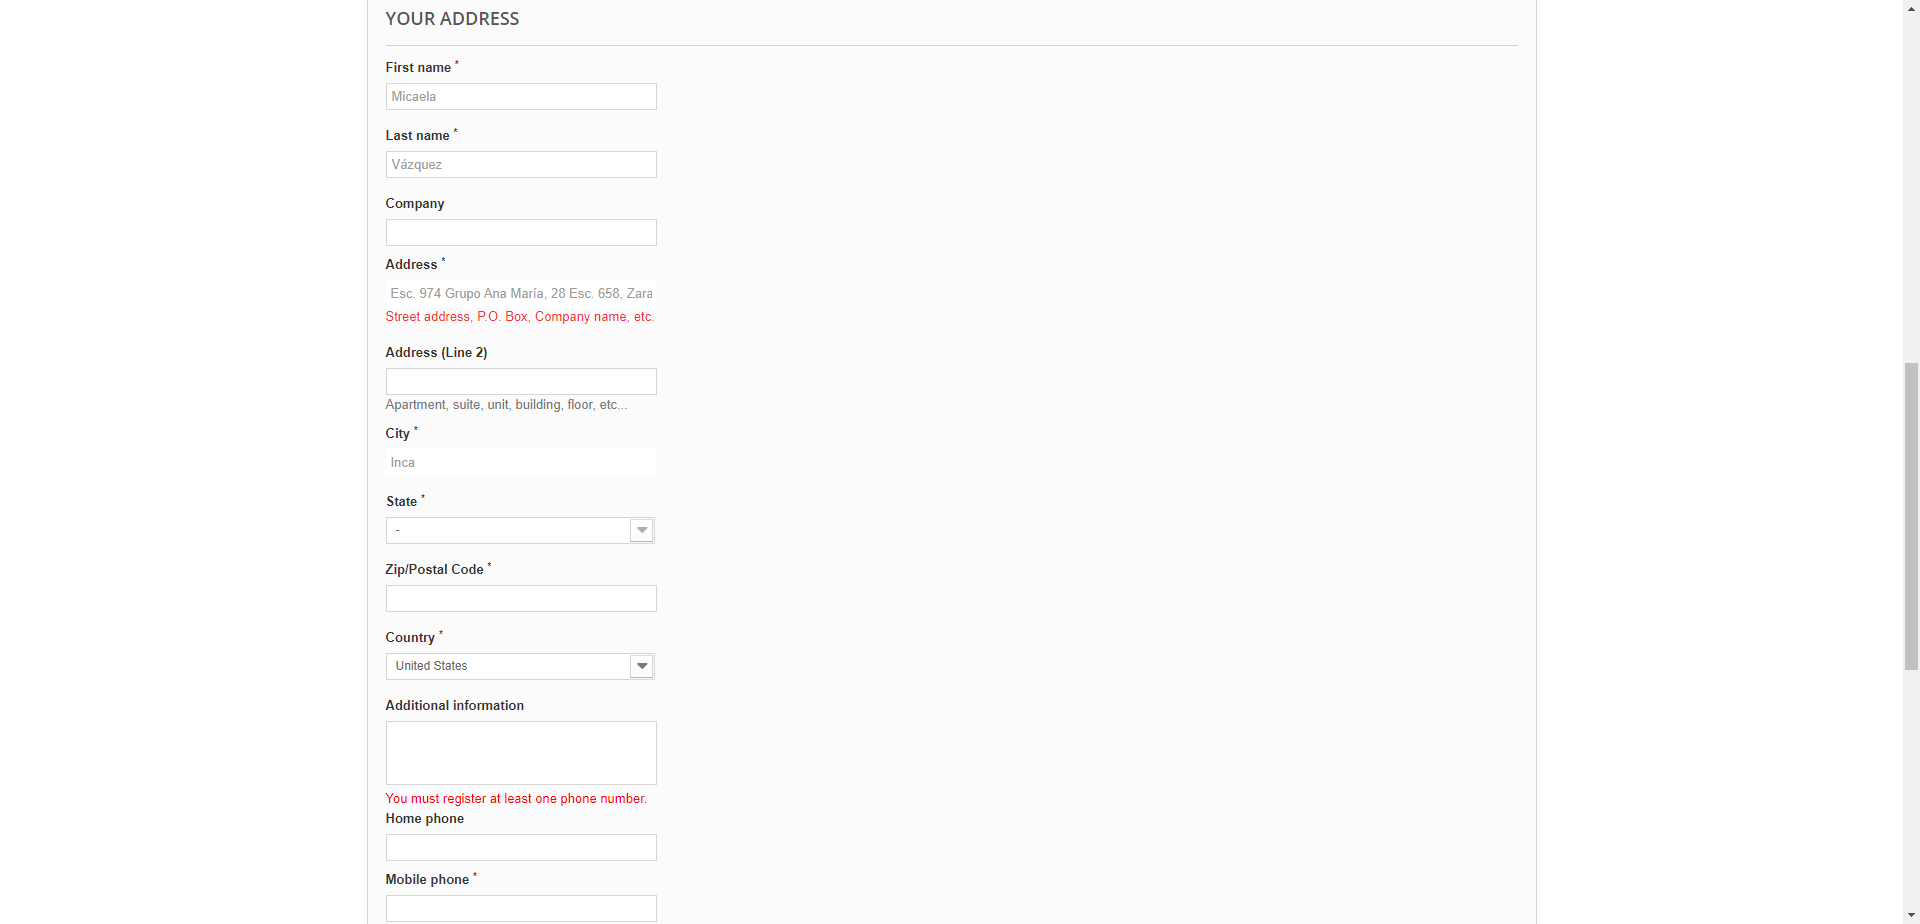 YOUR ADDRESS
First name *
Micaela
Last name *
Vázquez
Company
Address *
Esc. 974 Grupo Ana María, 28 Esc. 658, Zara
Street address, P.O. Box, Company name, etc.
Address (Line 2)
Apartment, suite, unit, building, floor, etc...
City *
Inca
State *
-
Zip/Postal Code *
Country *
United States
Additional information
You must register at least one phone number.
Home phone
Mobile phone *